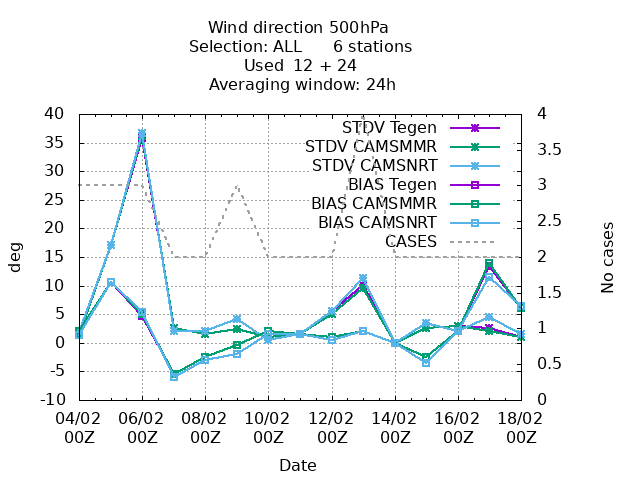 Wind direction 500hPa
Selection: ALL 6 stations
Used 12 + 24
Averaging window: 24h
40
35
30
25
20
15
10
5
0
-5
-10
deg
STDV Tegen
STDV CAMSMMR
STDV CAMSNRT
BIAS Tegen
BIAS CAMSMMR
BIAS CAMSNRT
CASES
4
3.5
3
2.5
2
1.5
1
0.5
0
No cases
04/02 06/02 08/02 10/02 12/02 14/02 16/02 18/02
00Z 00Z 00Z 00Z 00Z 00Z 00Z 00Z
Date